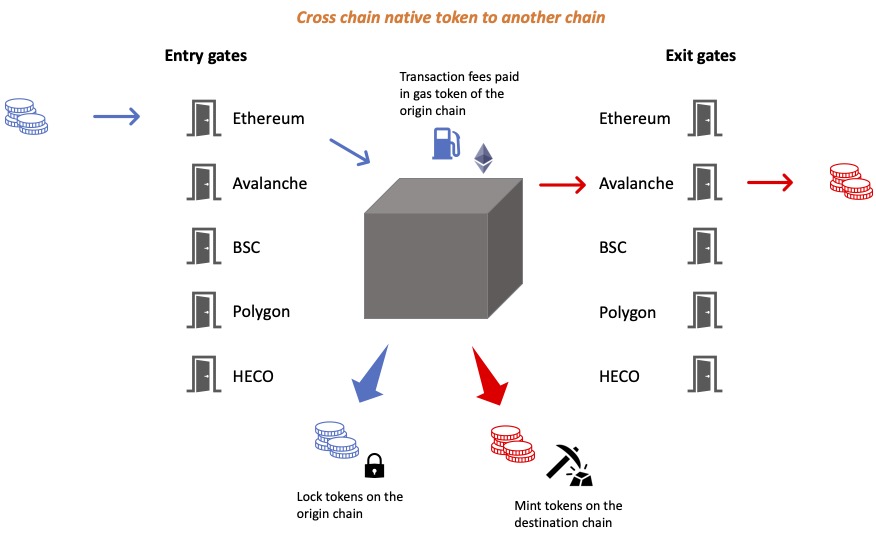 Cross chain native token to another chain
Entry gates
Exit gates
Transaction fees paid
in gas token of the
origin chain
Ethereum
Avalanche
BSC
Polygon
HECO
Ethereum
Avalanche
BSC
Polygon
HECO
Lock tokens on the
origin chain
Mint tokens on the
destination chain